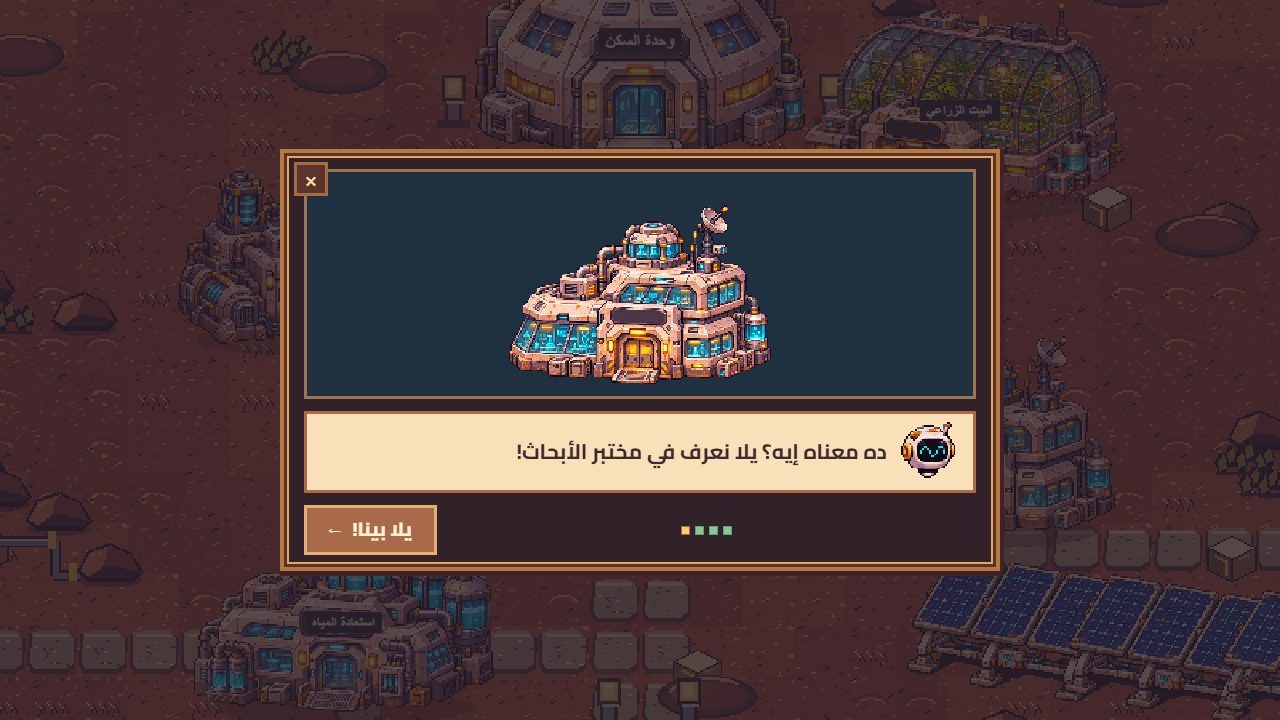 وحدة السكن
البيت الزراعي
×
ده معناه إيه؟ يلا نعرف في مختبر الأبحاث!
يلا بينا! ←
استعادة المياه